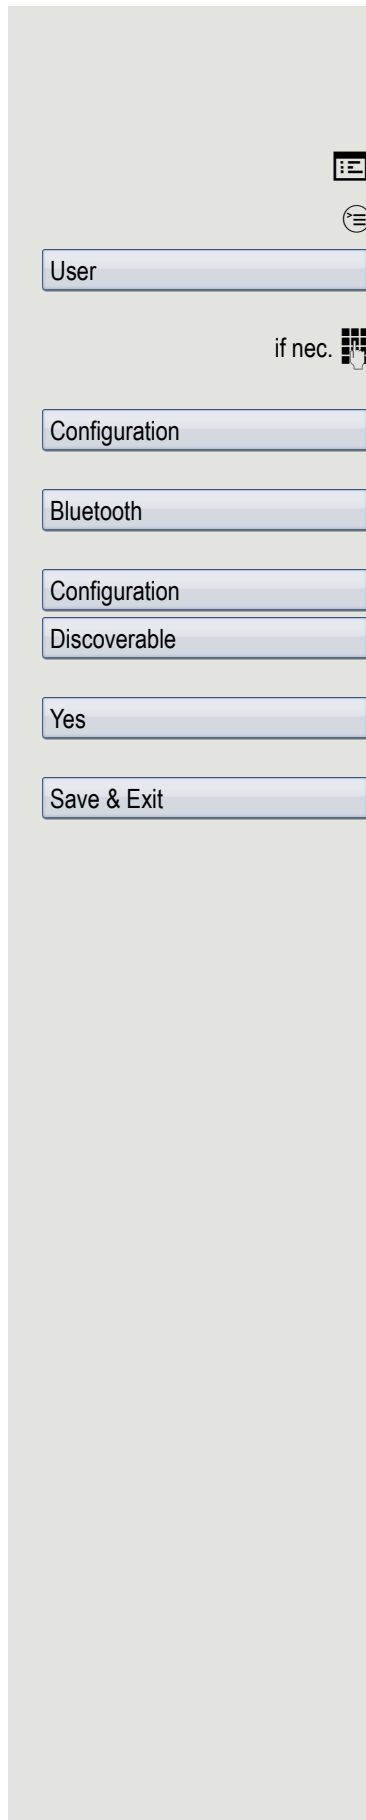 User
if nec.
Configuration
Bluetooth
Configuration
Discoverable
Yes
Save & Exit